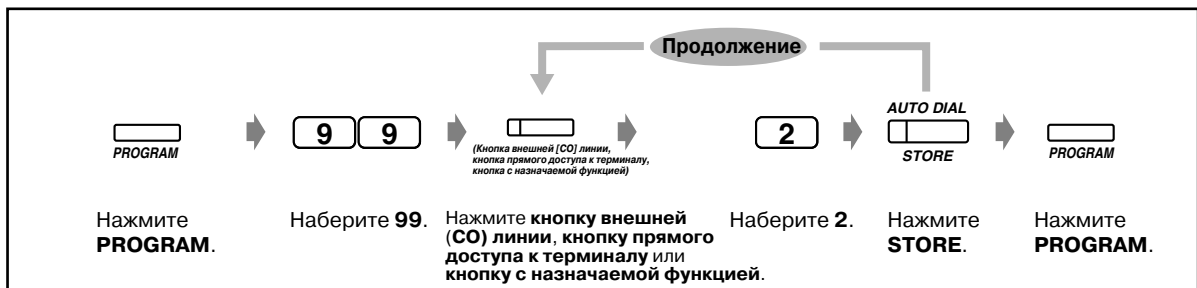 Продолжение
AUTO DIAL
9 9
2
PROGRAM
(Кнопка внешней [CO] линии,
кнопка прямого доступа к терминалу,
кнопка с назначаемой функцией)
STORE
PROGRAM
Нажмите
PROGRAM.
Наберите 99.
Нажмите кнопку внешней
(CO) линии, кнопку прямого
доступа к терминалу или
кнопку с назначаемой функцией.
Наберите 2.
Нажмите
STORE.
Нажмите
PROGRAM.